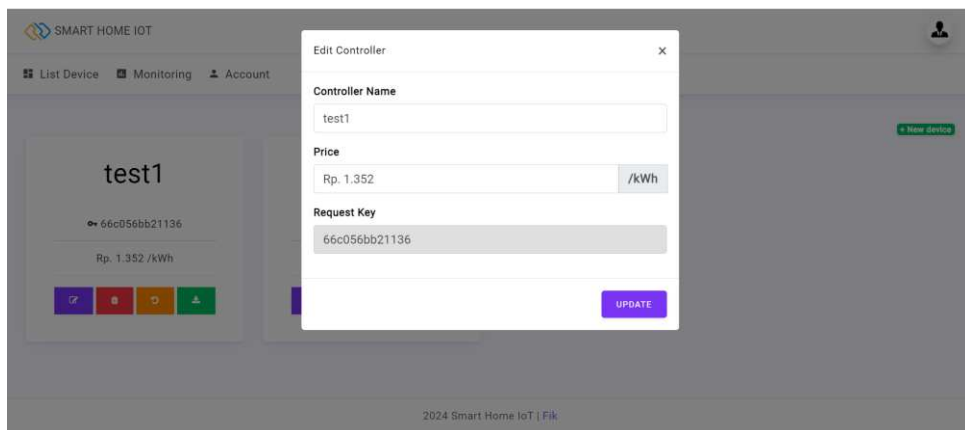 SMART HOME IOT
List Device Monitoring Account
+ New device
test1
66c056bb21136
Rp. 1.352 /kWh
Edit Controller
×
Controller Name
test1
Price
Rp. 1.352 /kWh
Request Key
66c056bb21136
UPDATE
2024 Smart Home IoT | Fik